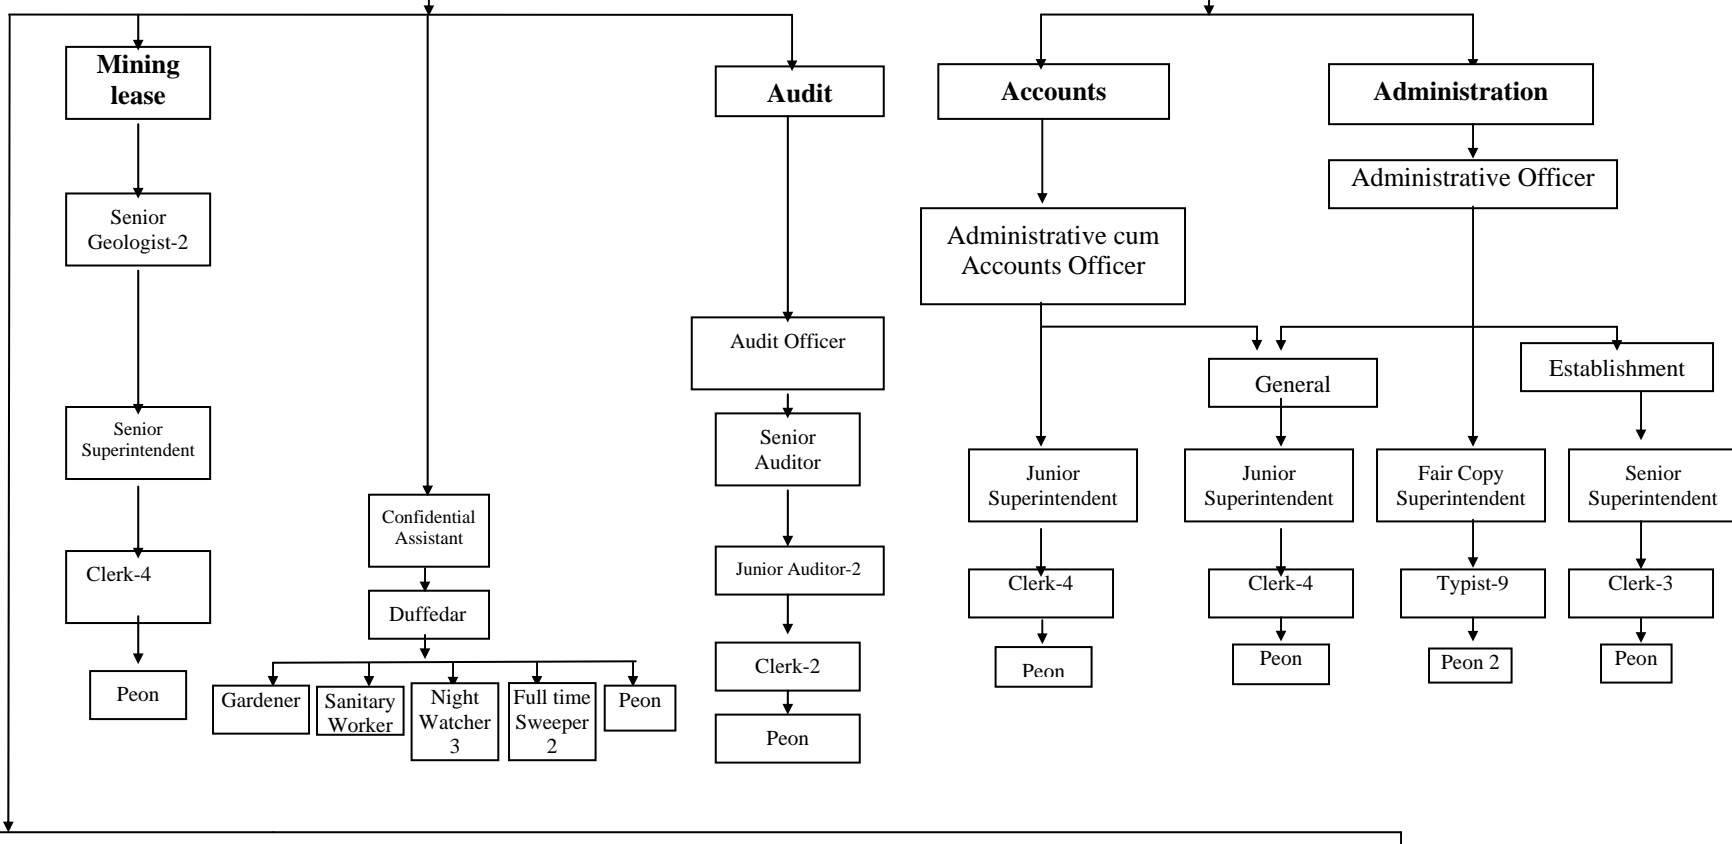 Mining
lease
Audit
Accounts
Administration
Administrative Officer
Senior
Geologist-2
Administrative cum
Accounts Officer
Audit Officer
General
Establishment
Senior
Superintendent
Senior
Auditor
Junior
Superintendent
Junior
Superintendent
Fair Copy
Superintendent
Senior
Superintendent
Confidential
Assistant
Clerk-4
Junior Auditor-2
Clerk-4
Clerk-4
Typist-9
Clerk-3
Duffedar
Clerk-2
Peon
Peon
Peon 2
Peon
Peon
Gardener
Sanitary
Worker
Night
Watcher
3
Full time
Sweeper
2
Peon
Peon